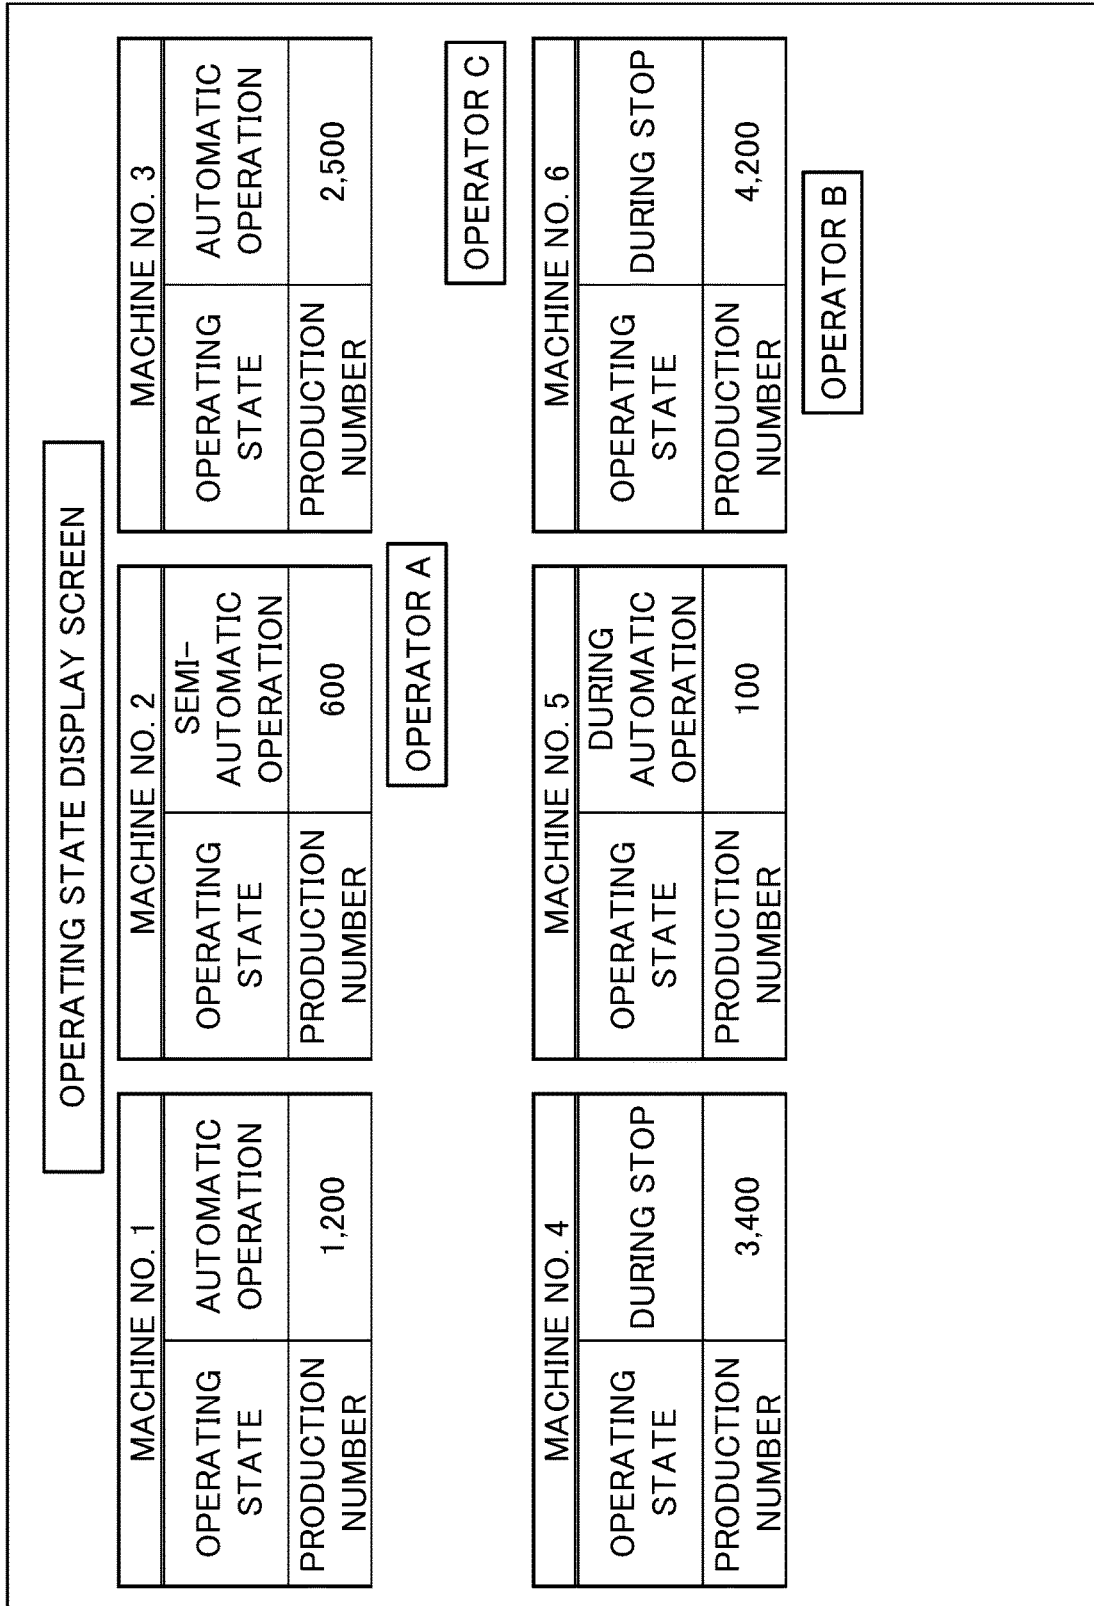 OPERATING STATE DISPLAY SCREEN
MACHINE NO. 1
OPERATING
STATE
AUTOMATIC
OPERATION
PRODUCTION
NUMBER
1,200
MACHINE NO. 2
OPERATING
STATE
SEMI-
AUTOMATIC
OPERATION
PRODUCTION
NUMBER
600
MACHINE NO. 3
OPERATING
STATE
AUTOMATIC
OPERATION
PRODUCTION
NUMBER
2,500
OPERATOR A
OPERATOR C
MACHINE NO. 4
OPERATING
STATE
DURING STOP
PRODUCTION
NUMBER
3,400
MACHINE NO. 5
OPERATING
STATE
DURING
AUTOMATIC
OPERATION
PRODUCTION
NUMBER
100
MACHINE NO. 6
OPERATING
STATE
DURING STOP
PRODUCTION
NUMBER
4,200
OPERATOR B